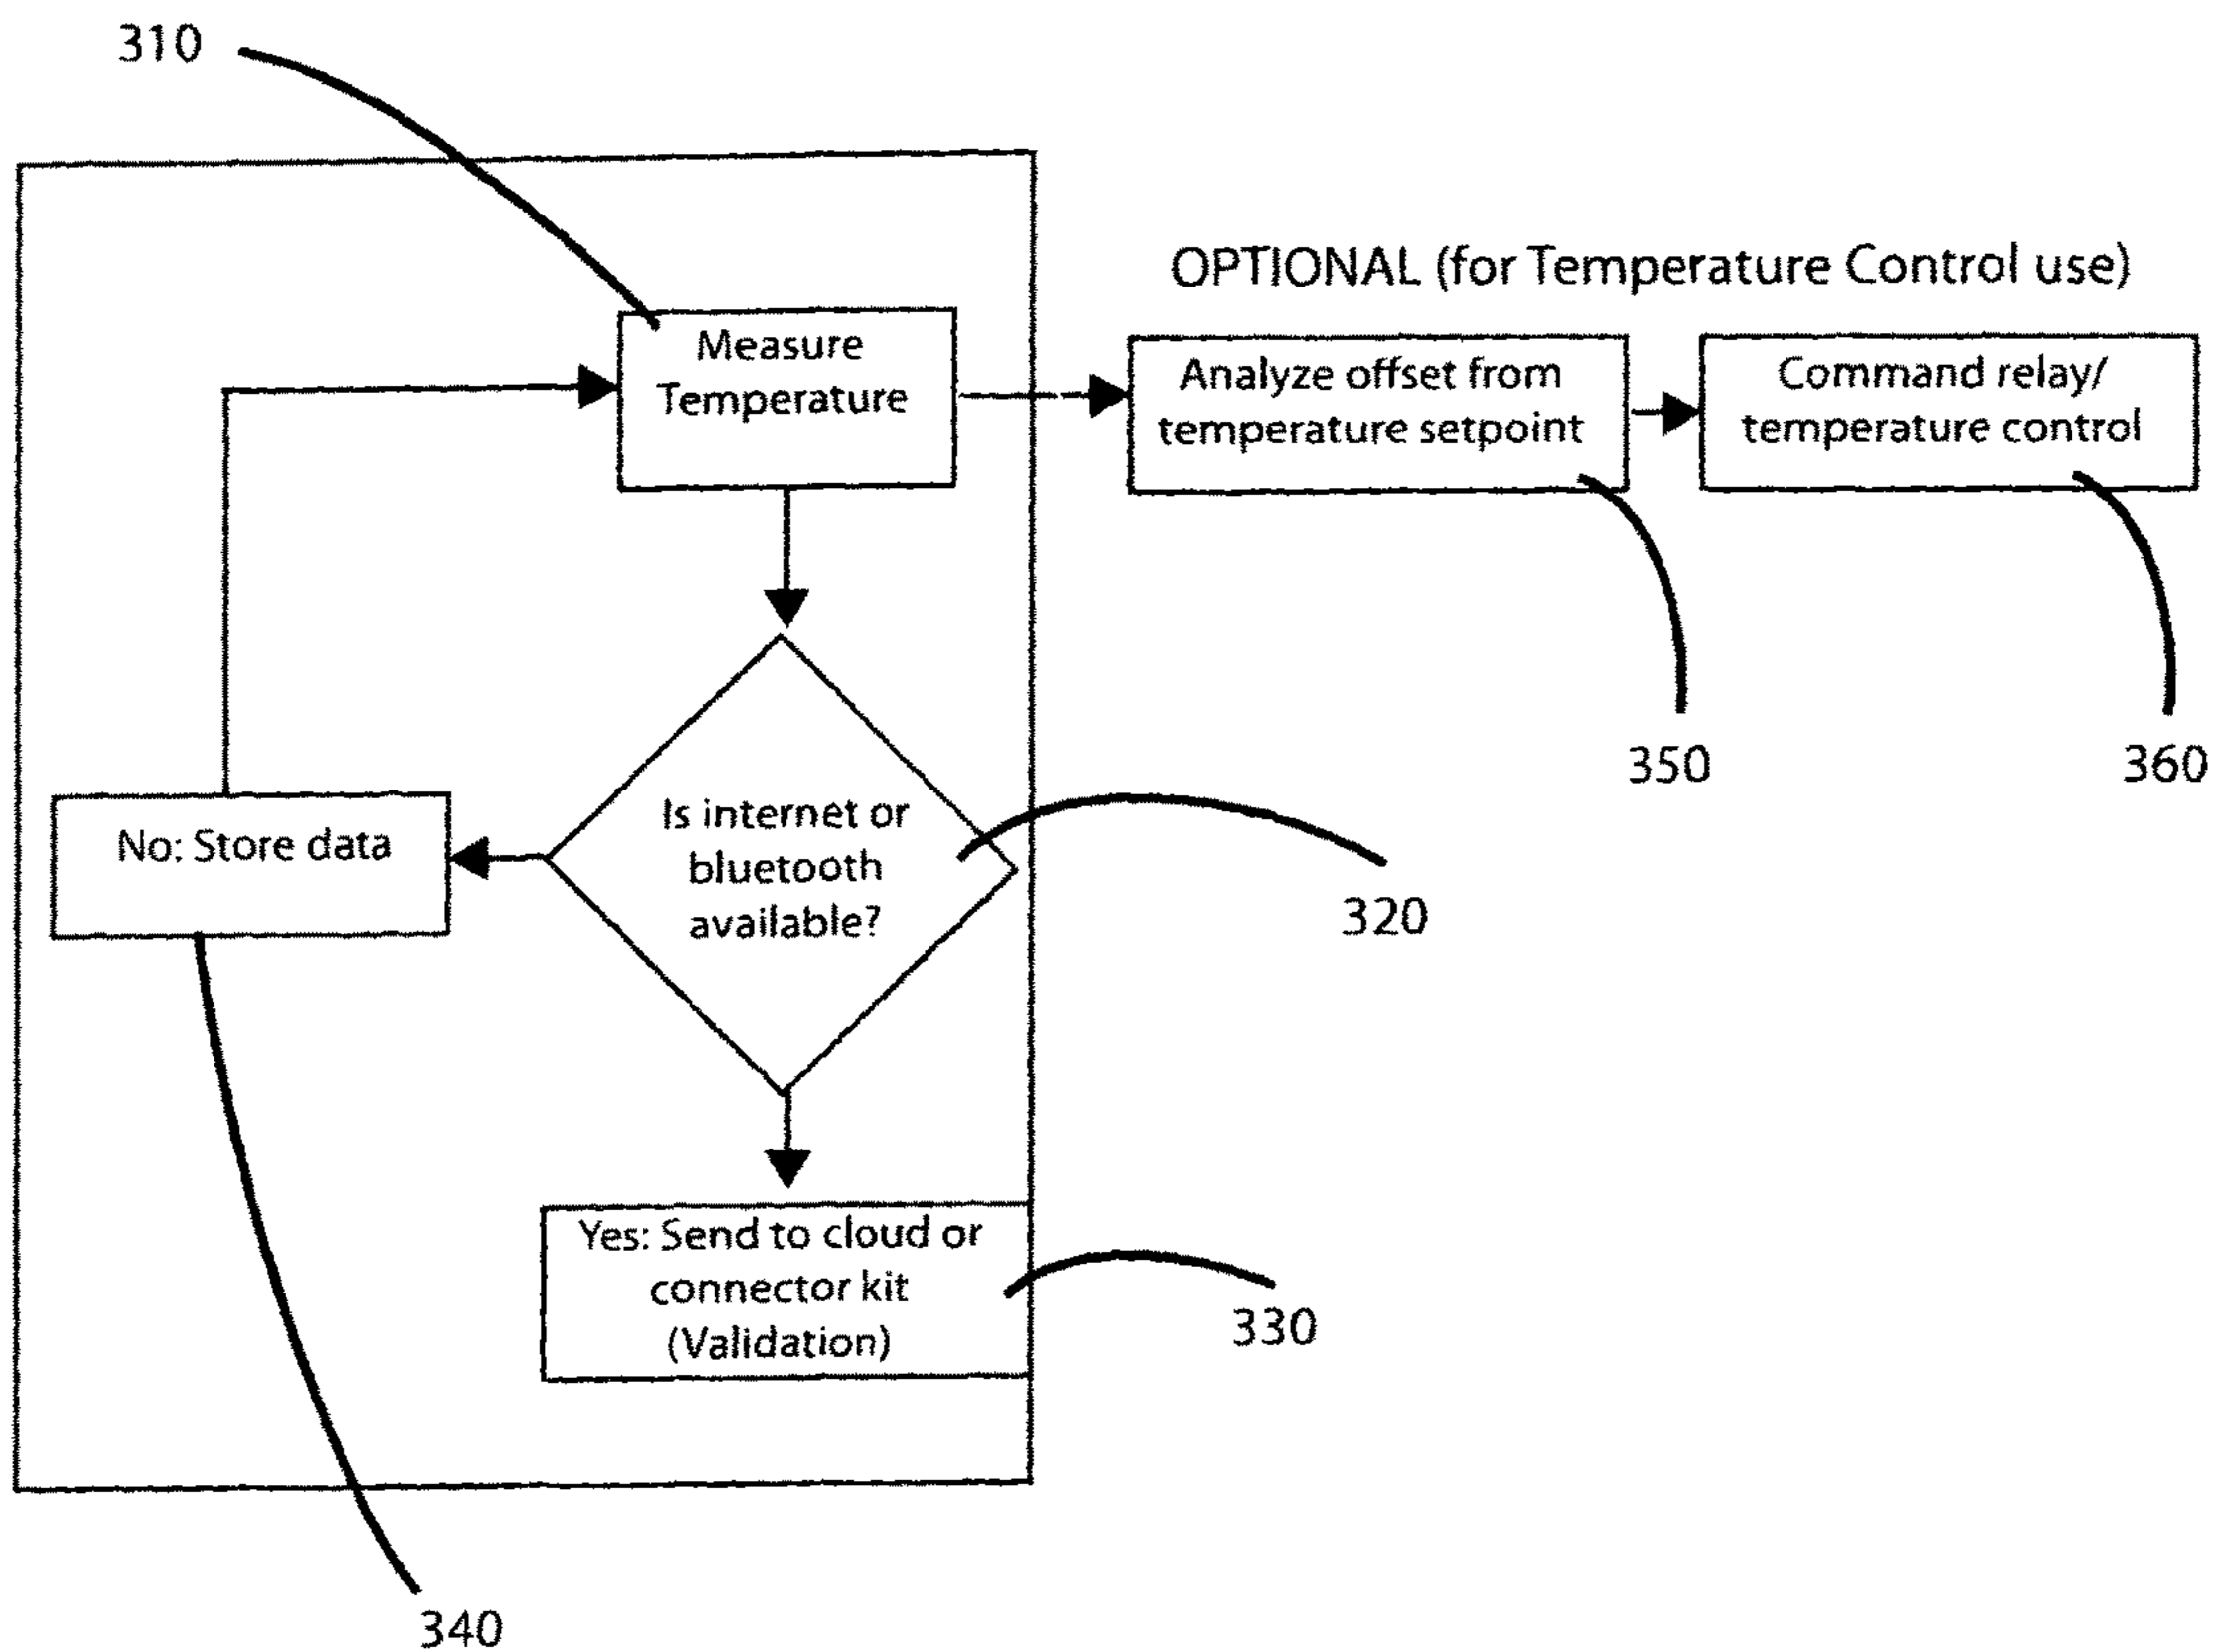 310
OPTIONAL (for Temperature Control use)
Measure
Temperature
Analyze offset from
temperature setpoint
Command relay/
temperature control
350
360
Is internet or
bluetooth
available?
No: Store data
320
Yes: Send to cloud or
connector kit
(Validation)
330
340